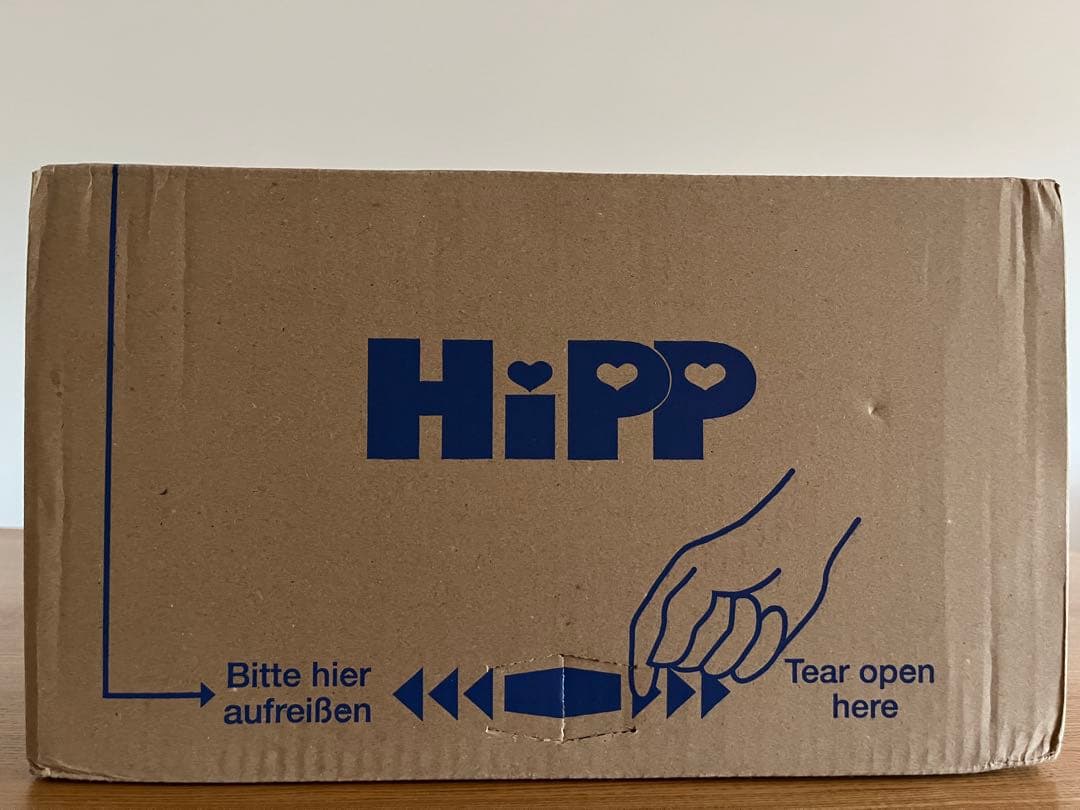 HiPP
Bitte hier
aufreißen
Tear open
here